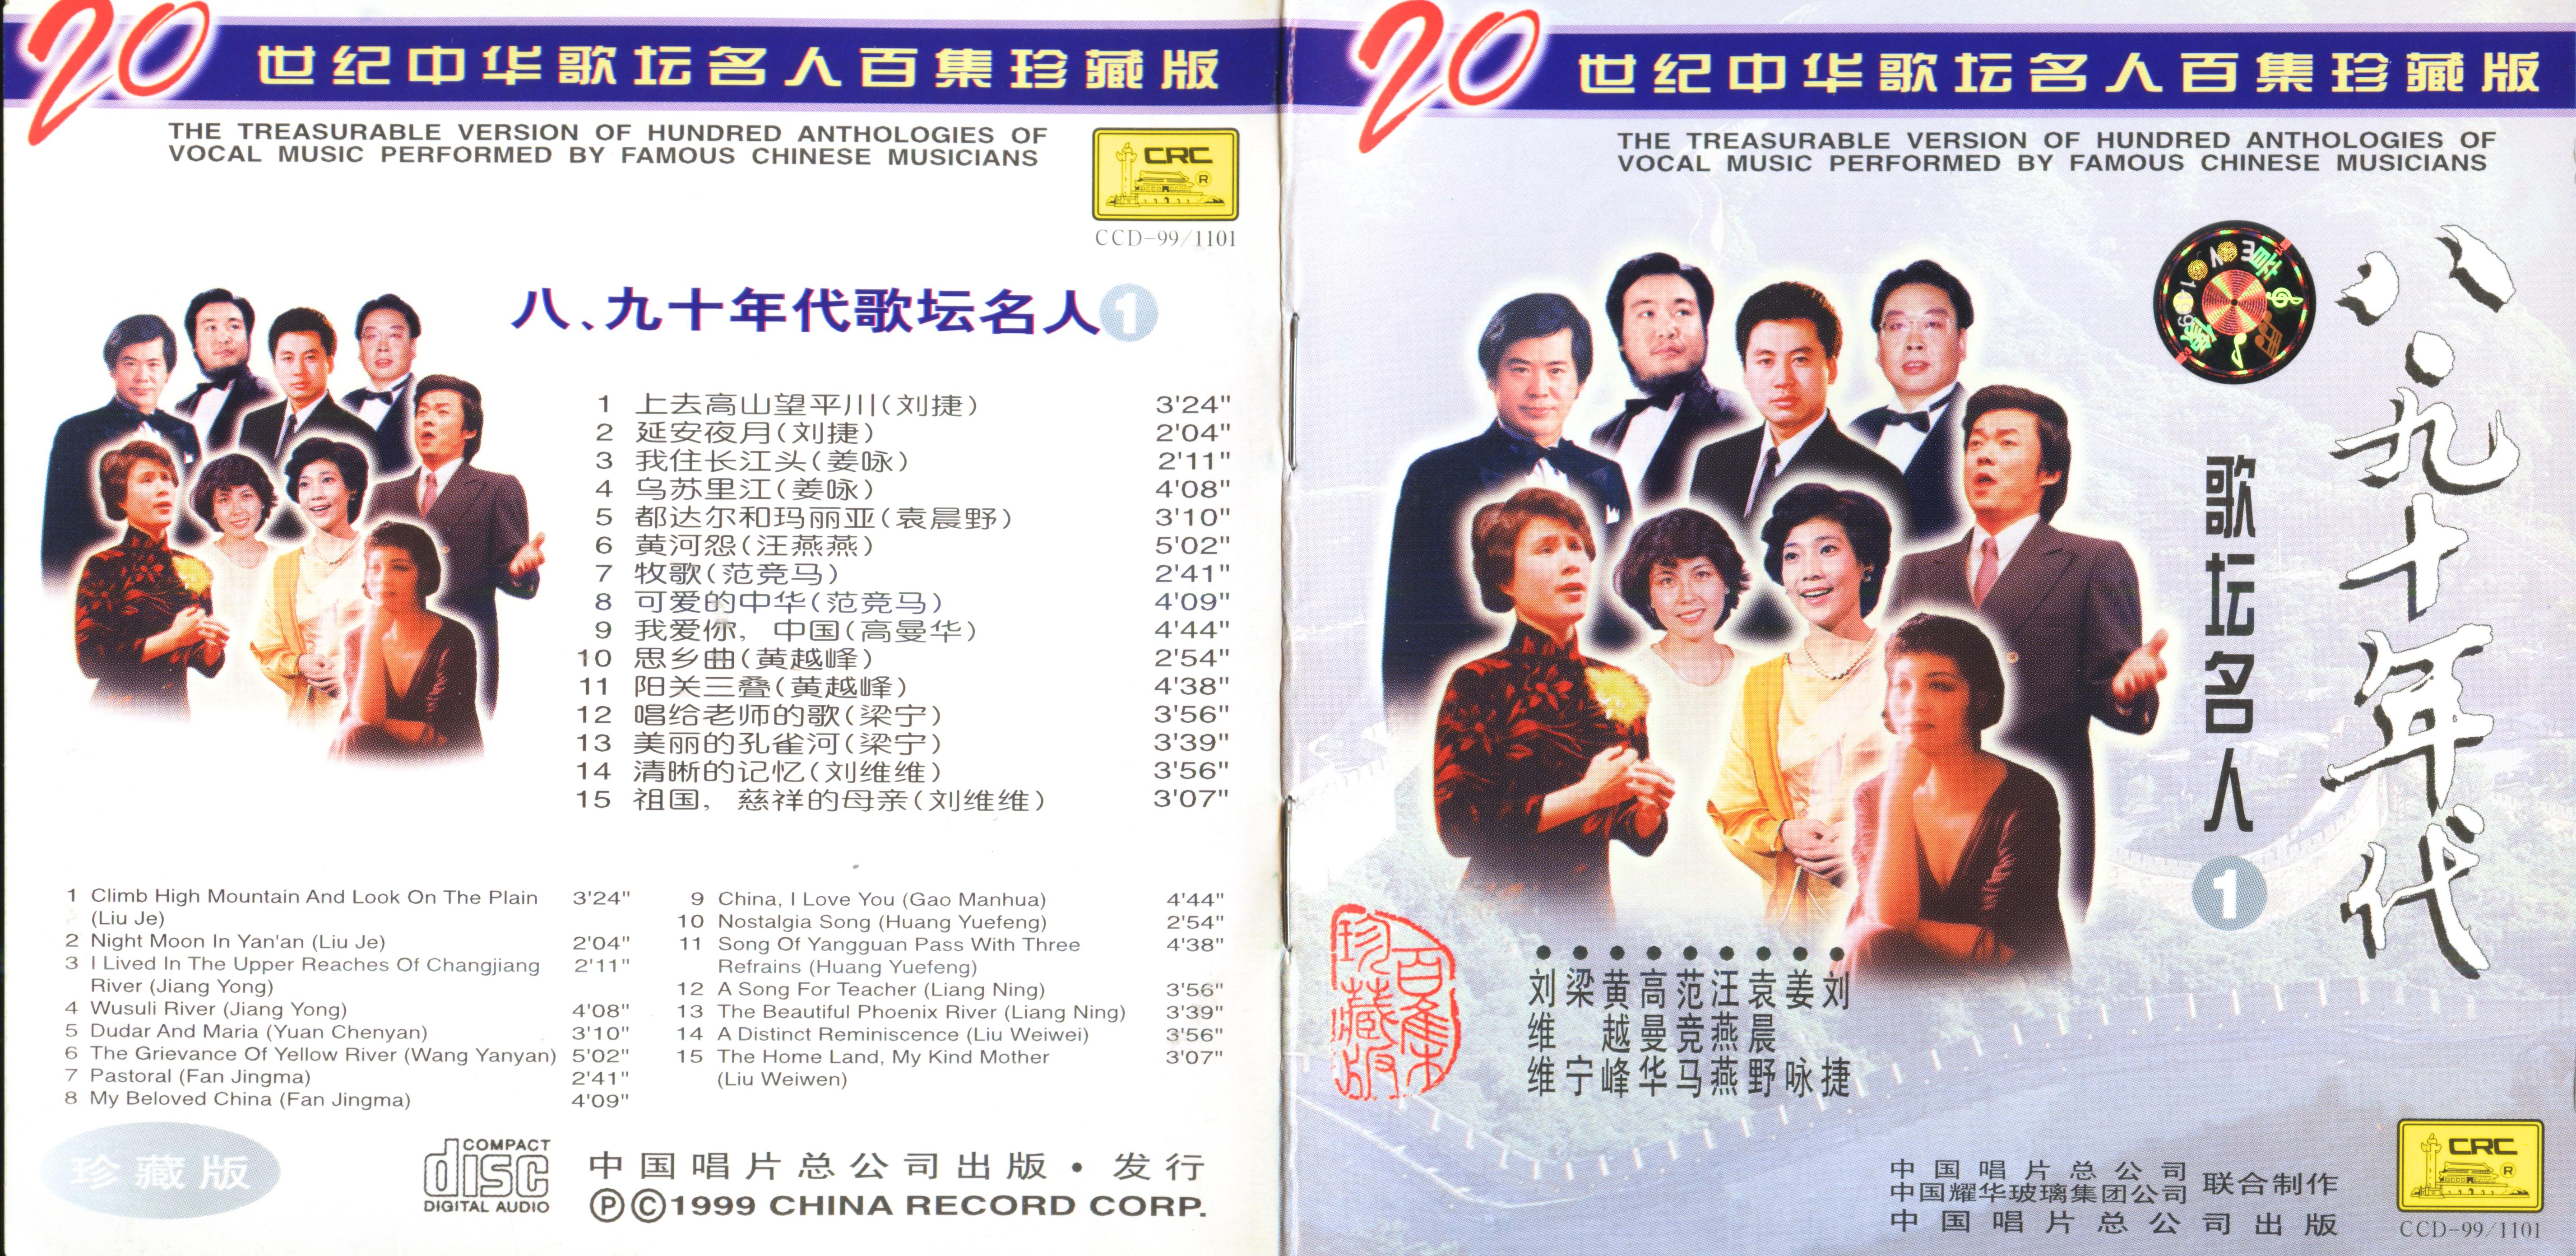 20世纪中华歌坛名人百集珍藏版
THE TREASURABLE VERSION OF HUNDRED ANTHOLOGIES OF
VOCAL MUSIC PERFORMED BY FAMOUS CHINESE MUSICIANS
CRC
R
CCD-99/1101
八、九十年代歌坛名人1
1 上去高山望平川(刘捷) 3'24"
2 延安夜月(刘捷) 2'04"
3 我住长江头(姜咏) 2'11"
4 乌苏里江(姜咏) 4'08"
5 都达尔和玛丽亚(袁晨野) 3'10"
6 黄河怨(汪燕燕) 5'02"
7 牧歌(范竞马) 2'41"
8 可爱的中华(范竞马) 4'09"
9 我爱你，中国(高曼华) 4'44"
10 思乡曲(黄越峰) 2'54"
11 阳关三叠(黄越峰) 4'38"
12 唱给老师的歌(梁宁) 3'56"
13 美丽的孔雀河(梁宁) 3'39"
14 清晰的记忆(刘维维) 3'56"
15 祖国，慈祥的母亲(刘维维) 3'07"
1 Climb High Mountain And Look On The Plain 3'24"
(Liu Je)
2 Night Moon In Yan'an (Liu Je) 2'04"
3 I Lived In The Upper Reaches Of Changjiang 2'11"
River (Jiang Yong)
4 Wusuli River (Jiang Yong) 4'08"
5 Dudar And Maria (Yuan Chenyan) 3'10"
6 The Grievance Of Yellow River (Wang Yanyan) 5'02"
7 Pastoral (Fan Jingma) 2'41"
8 My Beloved China (Fan Jingma) 4'09"
9 China, I Love You (Gao Manhua) 4'44"
10 Nostalgia Song (Huang Yuefeng) 2'54"
11 Song Of Yangguan Pass With Three 4'38"
Refrains (Huang Yuefeng)
12 A Song For Teacher (Liang Ning) 3'56"
13 The Beautiful Phoenix River (Liang Ning) 3'39"
14 A Distinct Reminiscence (Liu Weiwei) 3'56"
15 The Home Land, My Kind Mother 3'07"
(Liu Weiwen)
珍藏版
COMPACT
disc
DIGITAL AUDIO
中国唱片总公司出版·发行
ⓅⒸ1999 CHINA RECORD CORP.
20世纪中华歌坛名人百集珍藏版
THE TREASURABLE VERSION OF HUNDRED ANTHOLOGIES OF
VOCAL MUSIC PERFORMED BY FAMOUS CHINESE MUSICIANS
八·九十年代
歌坛名人1
●刘捷
●姜咏
●袁晨野
●汪燕燕
●范竞马
●高曼华
●黄越峰
●梁宁
●刘维维
百集
珍藏版
中国唱片总公司
中国耀华玻璃集团公司
联合制作
中国唱片总公司出版
CRC
R
CCD-99/1101